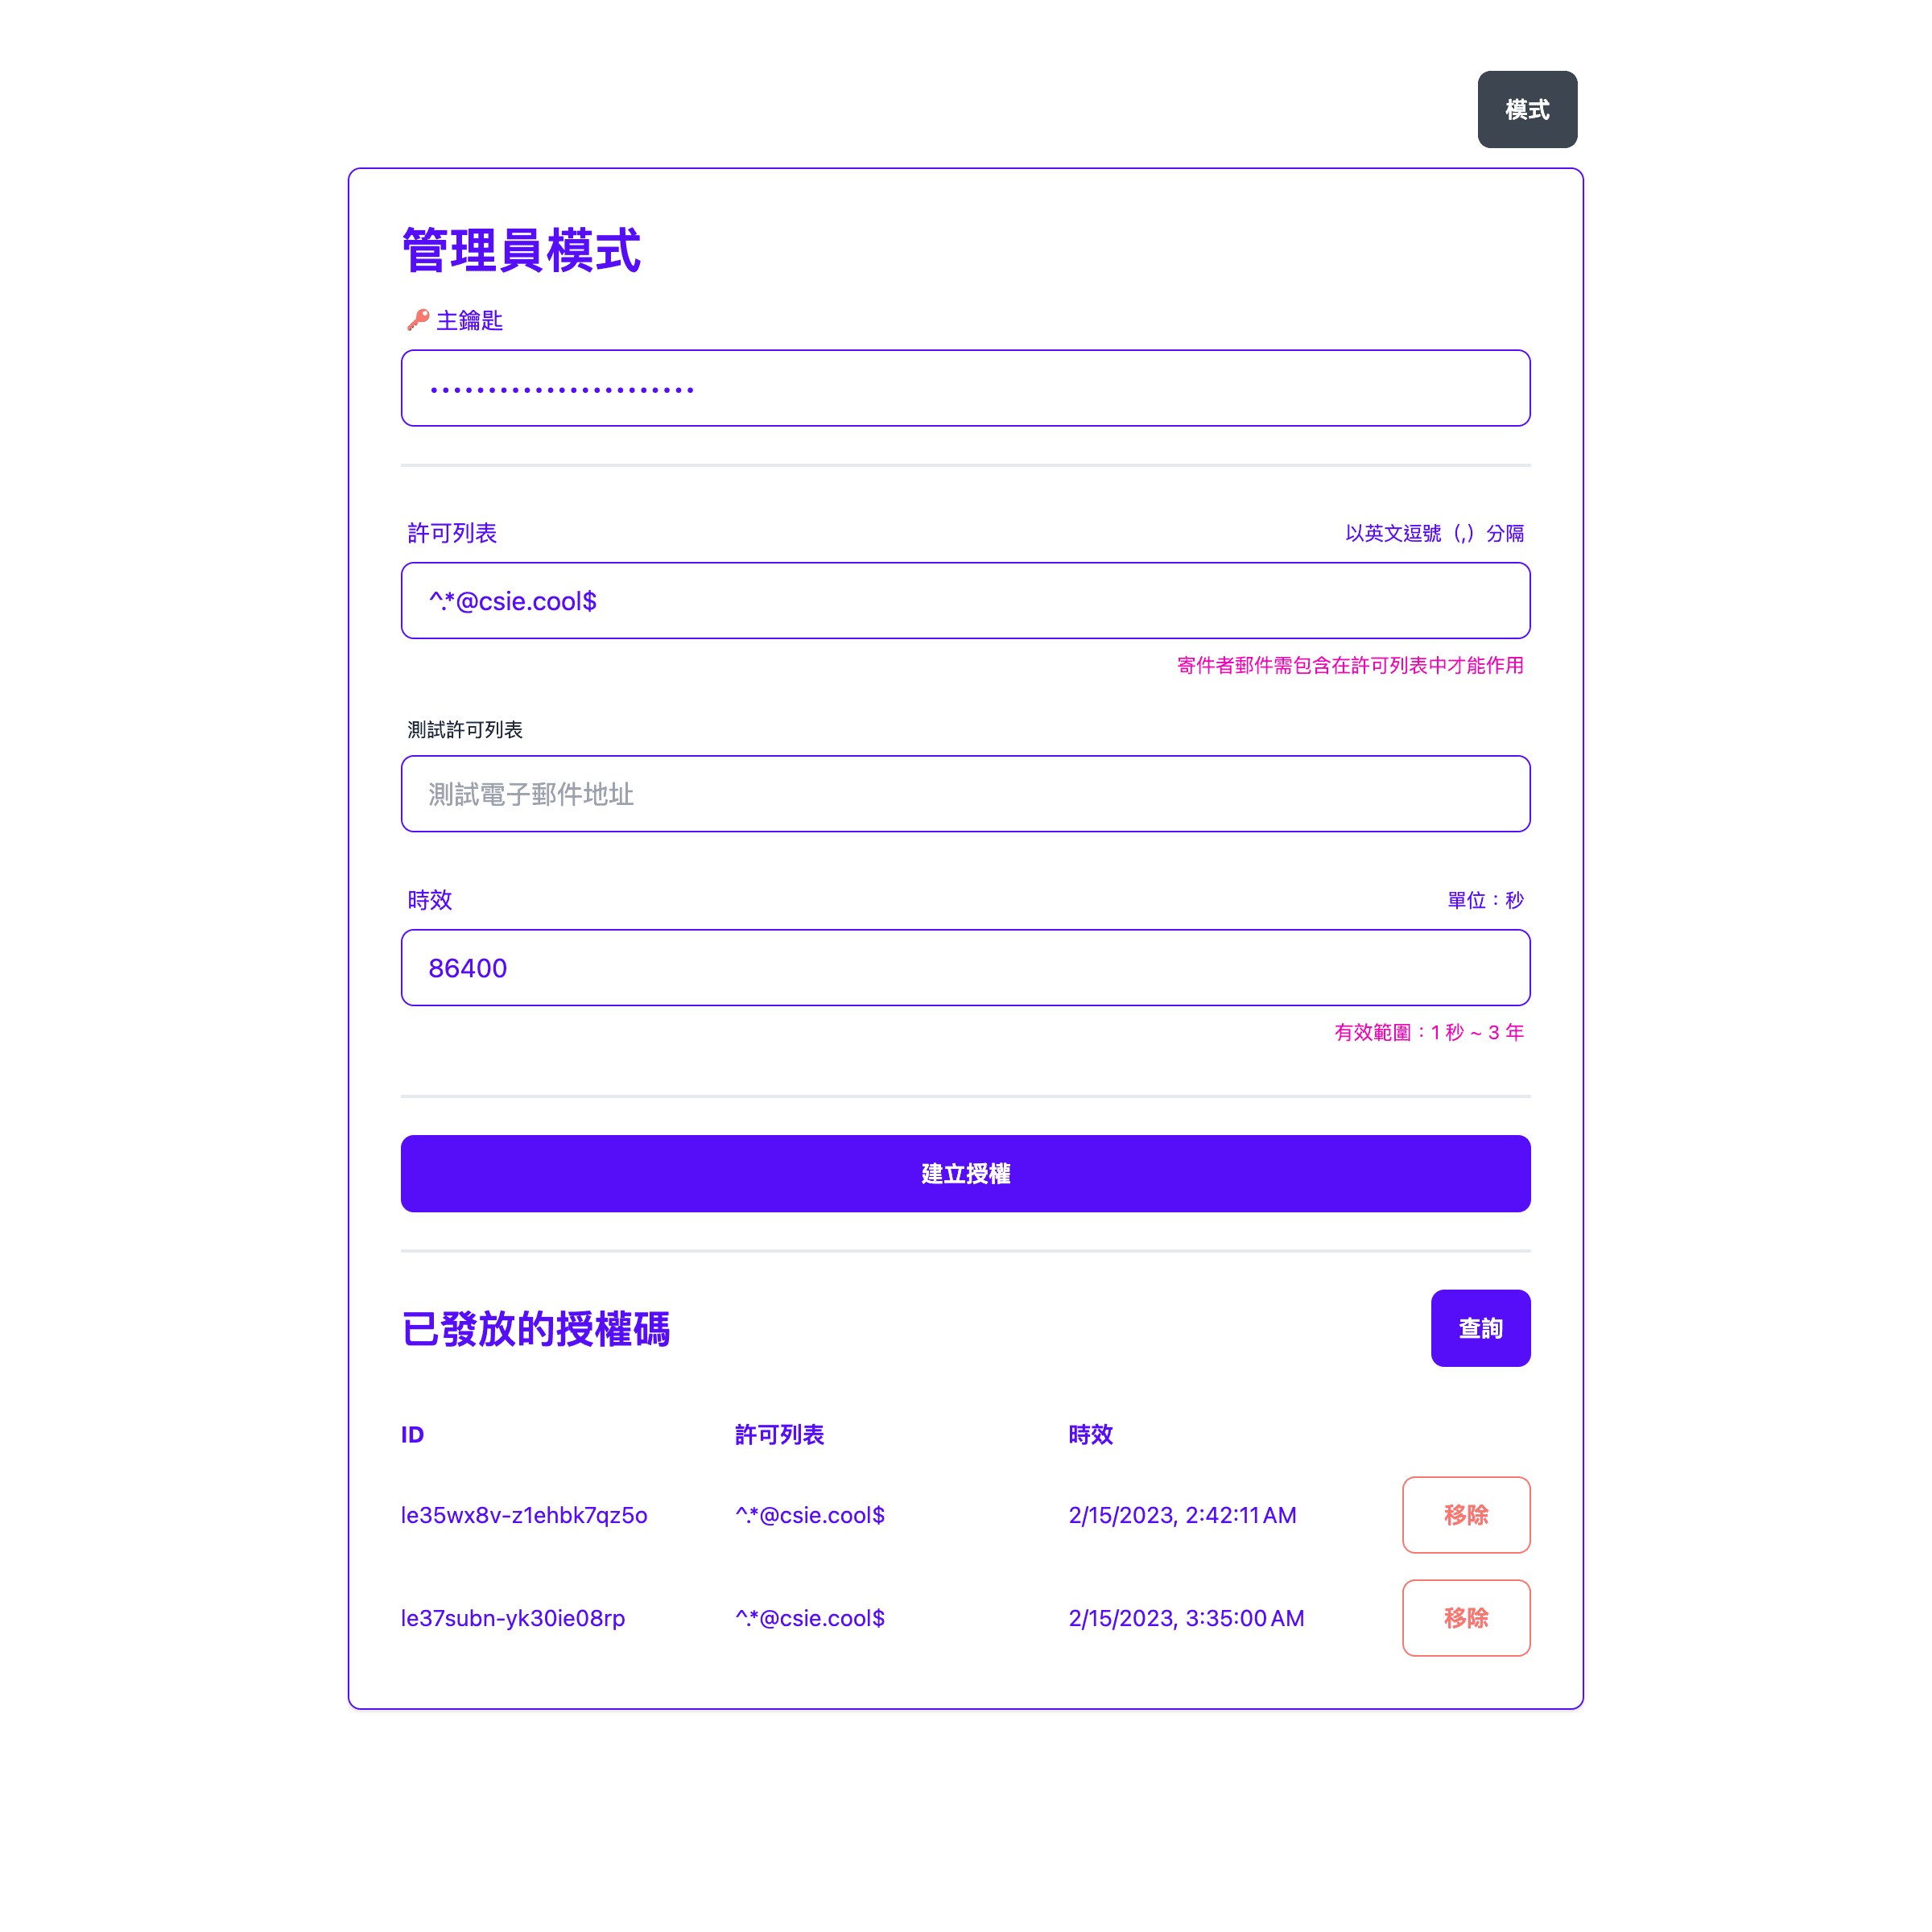 模式
管理員模式
🔑 主鑰匙
•••••••••••••••••••••••
許可列表
以英文逗號（,）分隔
^.*@csie.cool$
寄件者郵件需包含在許可列表中才能作用
測試許可列表
測試電子郵件地址
時效
單位：秒
86400
有效範圍：1 秒 ~ 3 年
建立授權
已發放的授權碼
查詢
ID 許可列表 時效
le35wx8v-z1ehbk7qz5o ^.*@csie.cool$ 2/15/2023, 2:42:11 AM 移除
le37subn-yk30ie08rp ^.*@csie.cool$ 2/15/2023, 3:35:00 AM 移除